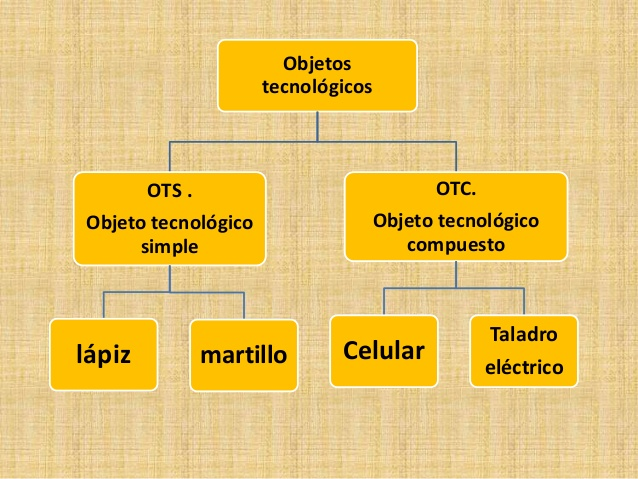 Objetos
tecnológicos
OTS .
Objeto tecnológico
simple
OTC.
Objeto tecnológico
compuesto
lápiz
martillo
Celular
Taladro
eléctrico